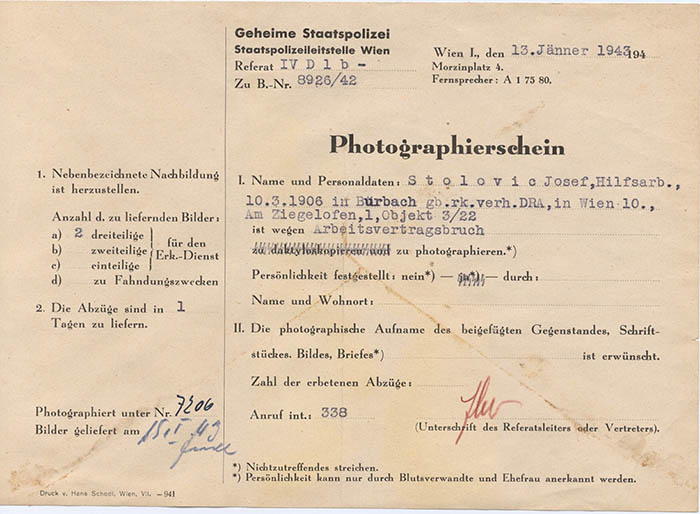 Geheime Staatspolizei
Staatspolizeileitstelle Wien
Referat IV D 1 b -
Zu B.-Nr. 8926/42
Wien I., den 13.Jänner 1943 194
Morzinplatz 4.
Fernsprecher: A 1 75 80.
Photographierschein
1. Nebenbezeichnete Nachbildung
ist herzustellen.
Anzahl d. zu liefernden Bilder:
a) 2 dreiteilige
b) zweiteilige
c) einteilige
für den
Erk.-Dienst
d) zu Fahndungszwecken
2. Die Abzüge sind in 1
Tagen zu liefern.
Photographiert unter Nr. 7206
Bilder geliefert am
I. Name und Personaldaten: S t o l o v i c Josef,Hilfsarb.,
10.3.1906 in Burbach gb.rk.verh.DRA,in Wien 10.,
Am Ziegelofen,1,Objekt 3/22
ist wegen Arbeitsvertragsbruch
zu daktyloskopieren und zu photographieren.*)
Persönlichkeit festgestellt: nein*) — ja*) — durch:
Name und Wohnort:
II. Die photographische Aufname des beigefügten Gegenstandes, Schrift-
stückes. Bildes, Briefes*) ist erwünscht.
Zahl der erbetenen Abzüge:
Anruf int.: 338
(Unterschrift des Referatsleiters oder Vertreters).
*) Nichtzutreffendes streichen.
*) Persönlichkeit kann nur durch Blutsverwandte und Ehefrau anerkannt werden.
Druck v. Hans Schodl, Wien, VII. — 941